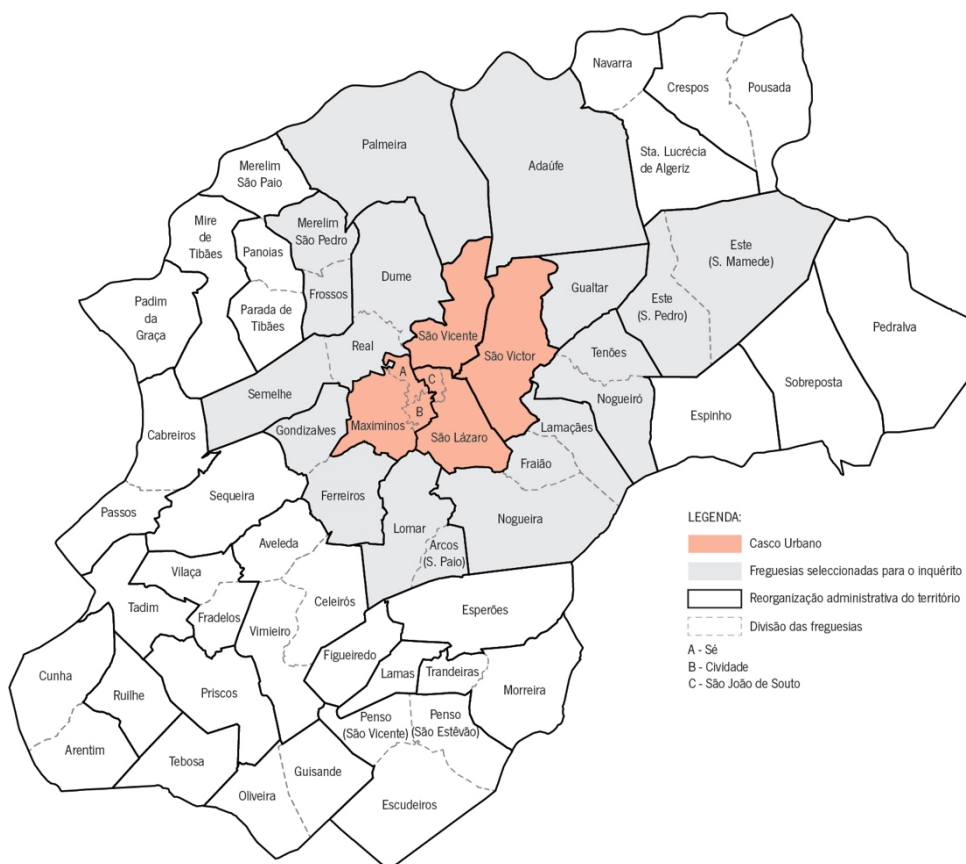 Navarra
Crespos
Pousada
Palmeira
Adaúfe
Sta. Lucrécia
de Algeriz
Merelim
São Paio
Mire
de
Tibães
Panoias
Merelim
São Pedro
Dume
Frossos
Parada de
Tibães
Padim
da
Graça
Gualtar
Este
(S. Mamede)
Este
(S. Pedro)
Pedralva
Real
São Vicente
São Victor
Tenões
Sobreposta
Semelhe
A
C
B
Maximinos
São Lázaro
Nogueiró
Espinho
Cabreiros
Gondizalves
Lamaçães
Fraião
Sequeira
Ferreiros
Passos
Lomar
Nogueira
Aveleda
Arcos
(S. Paio)
Vilaça
Tadim
Fradelos
Vimieiro
Celeirós
Esperões
Figueiredo
Lamas
Trandeiras
Morreira
Cunha
Ruilhe
Priscos
Penso
(São Vicente)
Penso
(São Estêvão)
Arentim
Tebosa
Guisande
Oliveira
Escudeiros
LEGENDA:
Casco Urbano
Freguesias seleccionadas para o inquérito
Reorganização administrativa do território
Divisão das freguesias
A - Sé
B - Cividade
C - São João de Souto